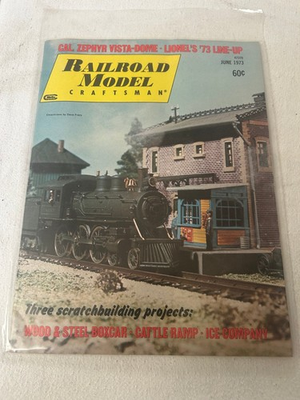 CAL. ZEPHYR VISTA-DOME · LIONEL'S '73 LINE-UP
RAILROAD
MODEL
CRAFTSMAN
JUNE 1973
60¢
Three scratchbuilding projects:
WOOD & STEEL BOXCAR · CATTLE RAMP · ICE COMPANY